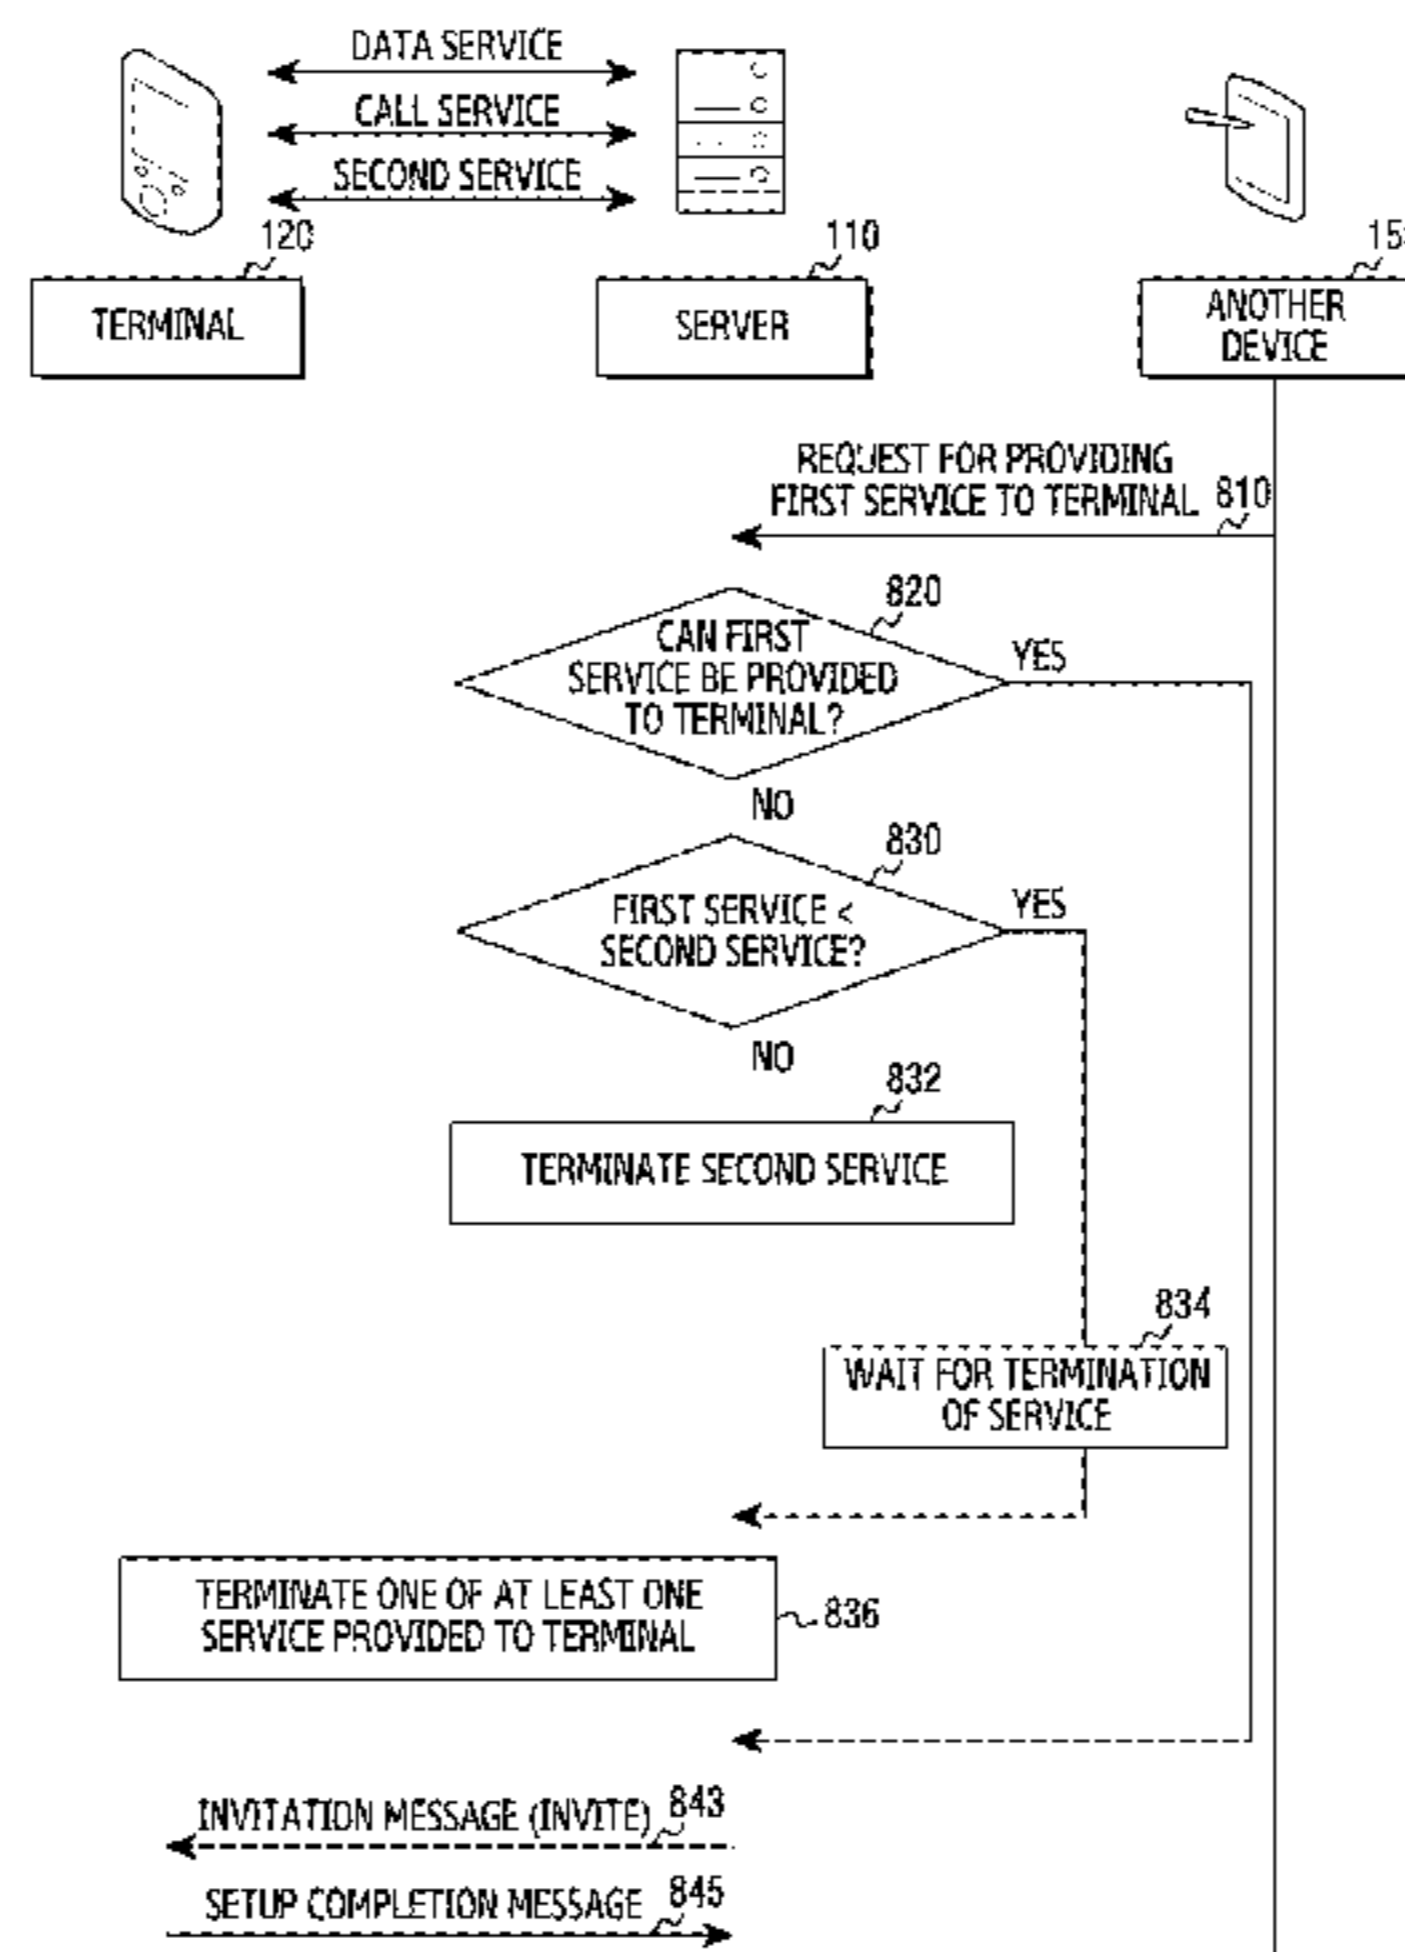 DATA SERVICE
CALL SERVICE
SECOND SERVICE
120
110
TERMINAL
SERVER
ANOTHER
DEVICE
REQUEST FOR PROVIDING
FIRST SERVICE TO TERMINAL
810
820
CAN FIRST
SERVICE BE PROVIDED
TO TERMINAL?
YES
NO
830
FIRST SERVICE <
SECOND SERVICE?
YES
NO
832
TERMINATE SECOND SERVICE
834
WAIT FOR TERMINATION
OF SERVICE
TERMINATE ONE OF AT LEAST ONE
SERVICE PROVIDED TO TERMINAL
836
INVITATION MESSAGE (INVITE)
843
SETUP COMPLETION MESSAGE
845